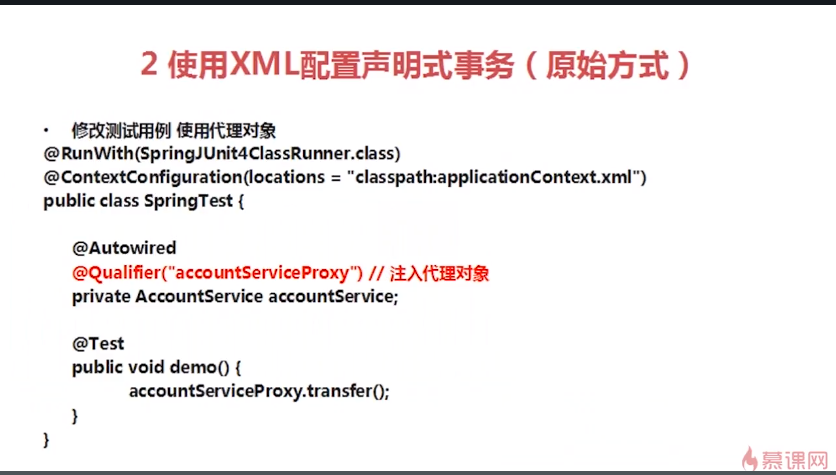 2 使用XML配置声明式事务（原始方式）
• 修改测试用例 使用代理对象
@RunWith(SpringJUnit4ClassRunner.class)
@ContextConfiguration(locations = "classpath:applicationContext.xml")
public class SpringTest {
@Autowired
@Qualifier("accountServiceProxy") // 注入代理对象
private AccountService accountService;
@Test
public void demo() {
accountServiceProxy.transfer();
}
}
慕课网